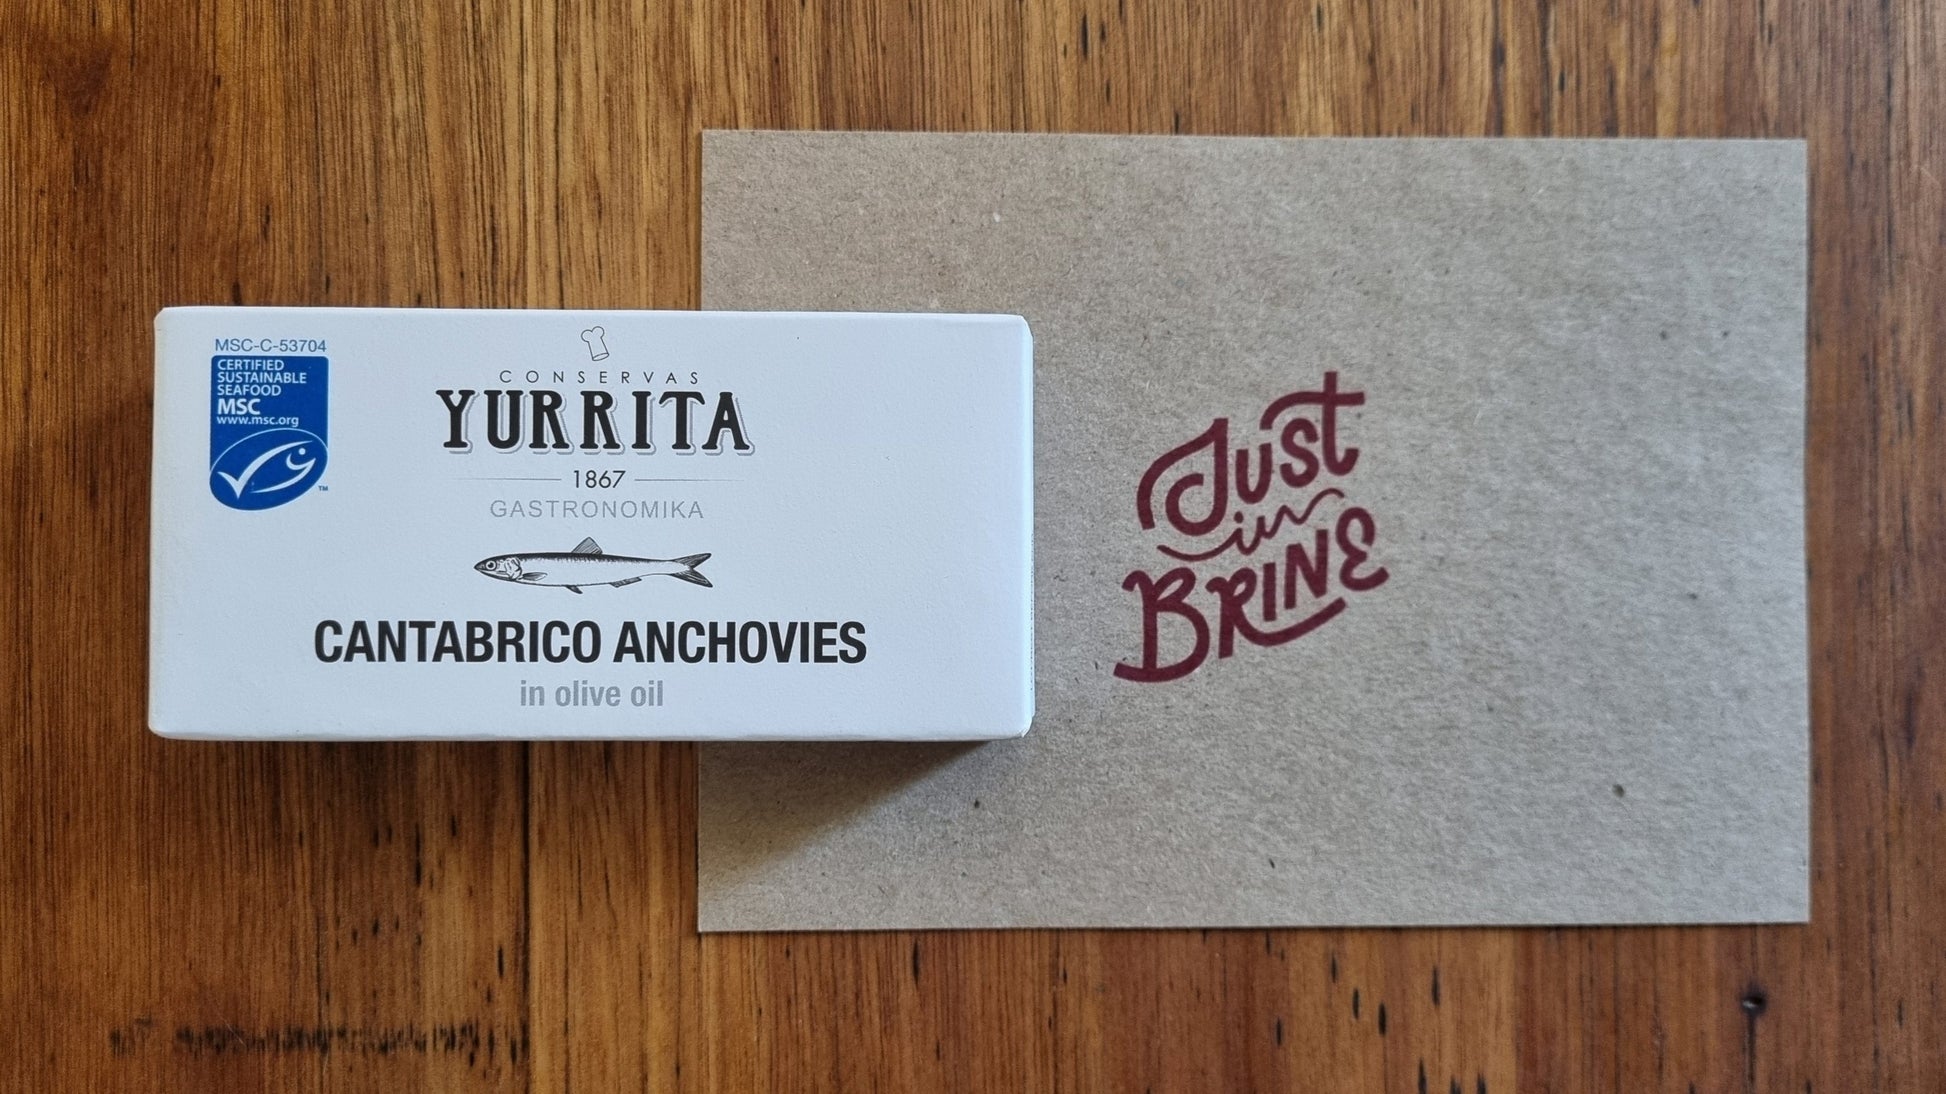 MSC-C-53704
CERTIFIED
SUSTAINABLE
SEAFOOD
MSC
www.msc.org
TM
CONSERVAS
YURRITA
1867
GASTRONOMIKA
CANTABRICO ANCHOVIES
in olive oil
Just
in
BRINE